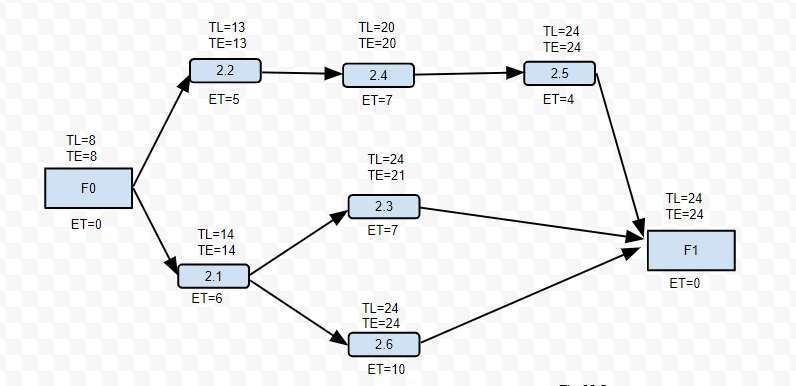 TL=13
TE=13
2.2
ET=5
TL=20
TE=20
2.4
ET=7
TL=24
TE=24
2.5
ET=4
TL=8
TE=8
F0
ET=0
TL=24
TE=21
2.3
ET=7
TL=14
TE=14
2.1
ET=6
TL=24
TE=24
F1
ET=0
TL=24
TE=24
2.6
ET=10